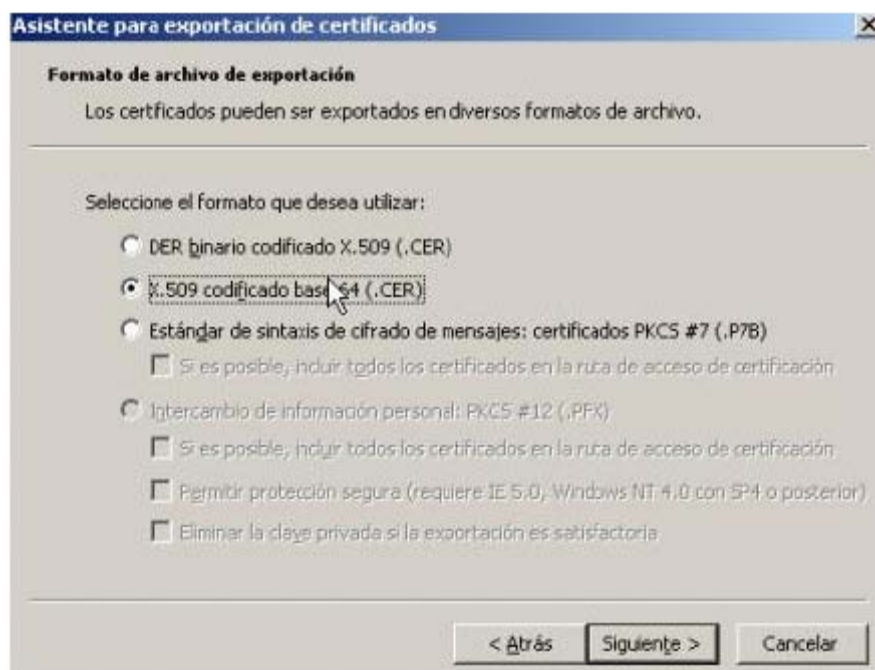 Asistente para exportación de certificados
Formato de archivo de exportación
Los certficados pueden ser exportados en diversos formatos de archivo.
Seleccione el formato que desea utilizar:
DER binario codificado X.509 (.CER)
X.509 codificado base 64 (.CER)
Estándar de sintaxis de cifrado de mensajes: certificados PKCS #7 (.P7B)
Si es posible, incluir todos los certificados en la ruta de acceso de certificación
Intercambio de información personal: PKCS #12 (.PFX)
Si es posible, incluir todos los certificados en la ruta de acceso de certificación
Permitir protección segura (requiere IE 5.0, Windows NT 4.0 con SP4 o posterior)
Eliminar la clave privada si la exportación es satisfactoria
< Atrás Siguiente > Cancelar